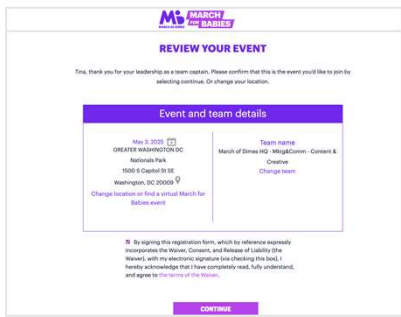 MARCH OF DIMES
MARCH
FOR BABIES
REVIEW YOUR EVENT
Tina, thank you for your leadership as a team captain. Please confirm that this is the event you'd like to join by
selecting continue. Or change your location.
Event and team details
May 3, 2025
GREATER WASHINGTON DC
Nationals Park
1500 S Capitol St SE
Washington, DC 20009
Change location or find a virtual March for
Babies event
Team name
March of Dimes HQ - Mktg&Comm - Content &
Creative
Change team
By signing this registration form, which by reference expressly
incorporates the Waiver, Consent, and Release of Liability (the
Waiver), with my electronic signature (via checking this box), I
hereby acknowledge that I have completely read, fully understand,
and agree to the terms of the Waiver.
CONTINUE